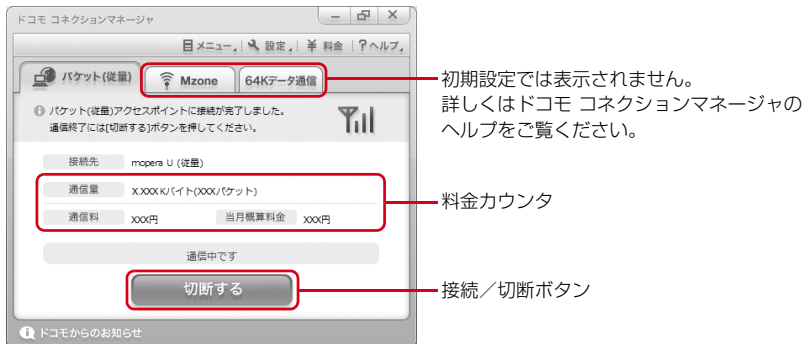 ドコモ コネクションマネージャ
メニュー 設定 ¥ 料金 ?ヘルプ
パケット(従量) Mzone 64Kデータ通信
パケット(従量)アクセスポイントに接続が完了しました。
通信終了には[切断する]ボタンを押してください。
接続先 mopera U (従量)
通信量 X.XXX Kバイト(XXXパケット)
通信料 XXX円 当月概算料金 XXX円
通信中です
切断する
ドコモからのお知らせ
初期設定では表示されません。
詳しくはドコモ コネクションマネージャの
ヘルプをご覧ください。
料金カウンタ
接続／切断ボタン